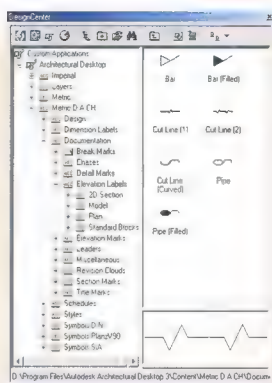 DesignCenter
Custom Applications
Architectural Desktop
Imperial
Layers
Metric
Metric D A CH
Design
Dimension Labels
Documentation
Break Marks
Chases
Detail Marks
Elevation Labels
2D Section
Model
Plan
Standard Blocks
Elevation Marks
Leaders
Miscellaneous
Revision Clouds
Section Marks
Title Marks
Schedules
Styles
Symbols DIN
Symbols PlanzV90
Symbols SIA
Bar
Bar (Filled)
Cut Line (1)
Cut Line (2)
Cut Line
(Curved)
Pipe
Pipe (Filled)
D:\Program Files\Autodesk Architectural Desktop 3\Content\Metric D A CH\Docum